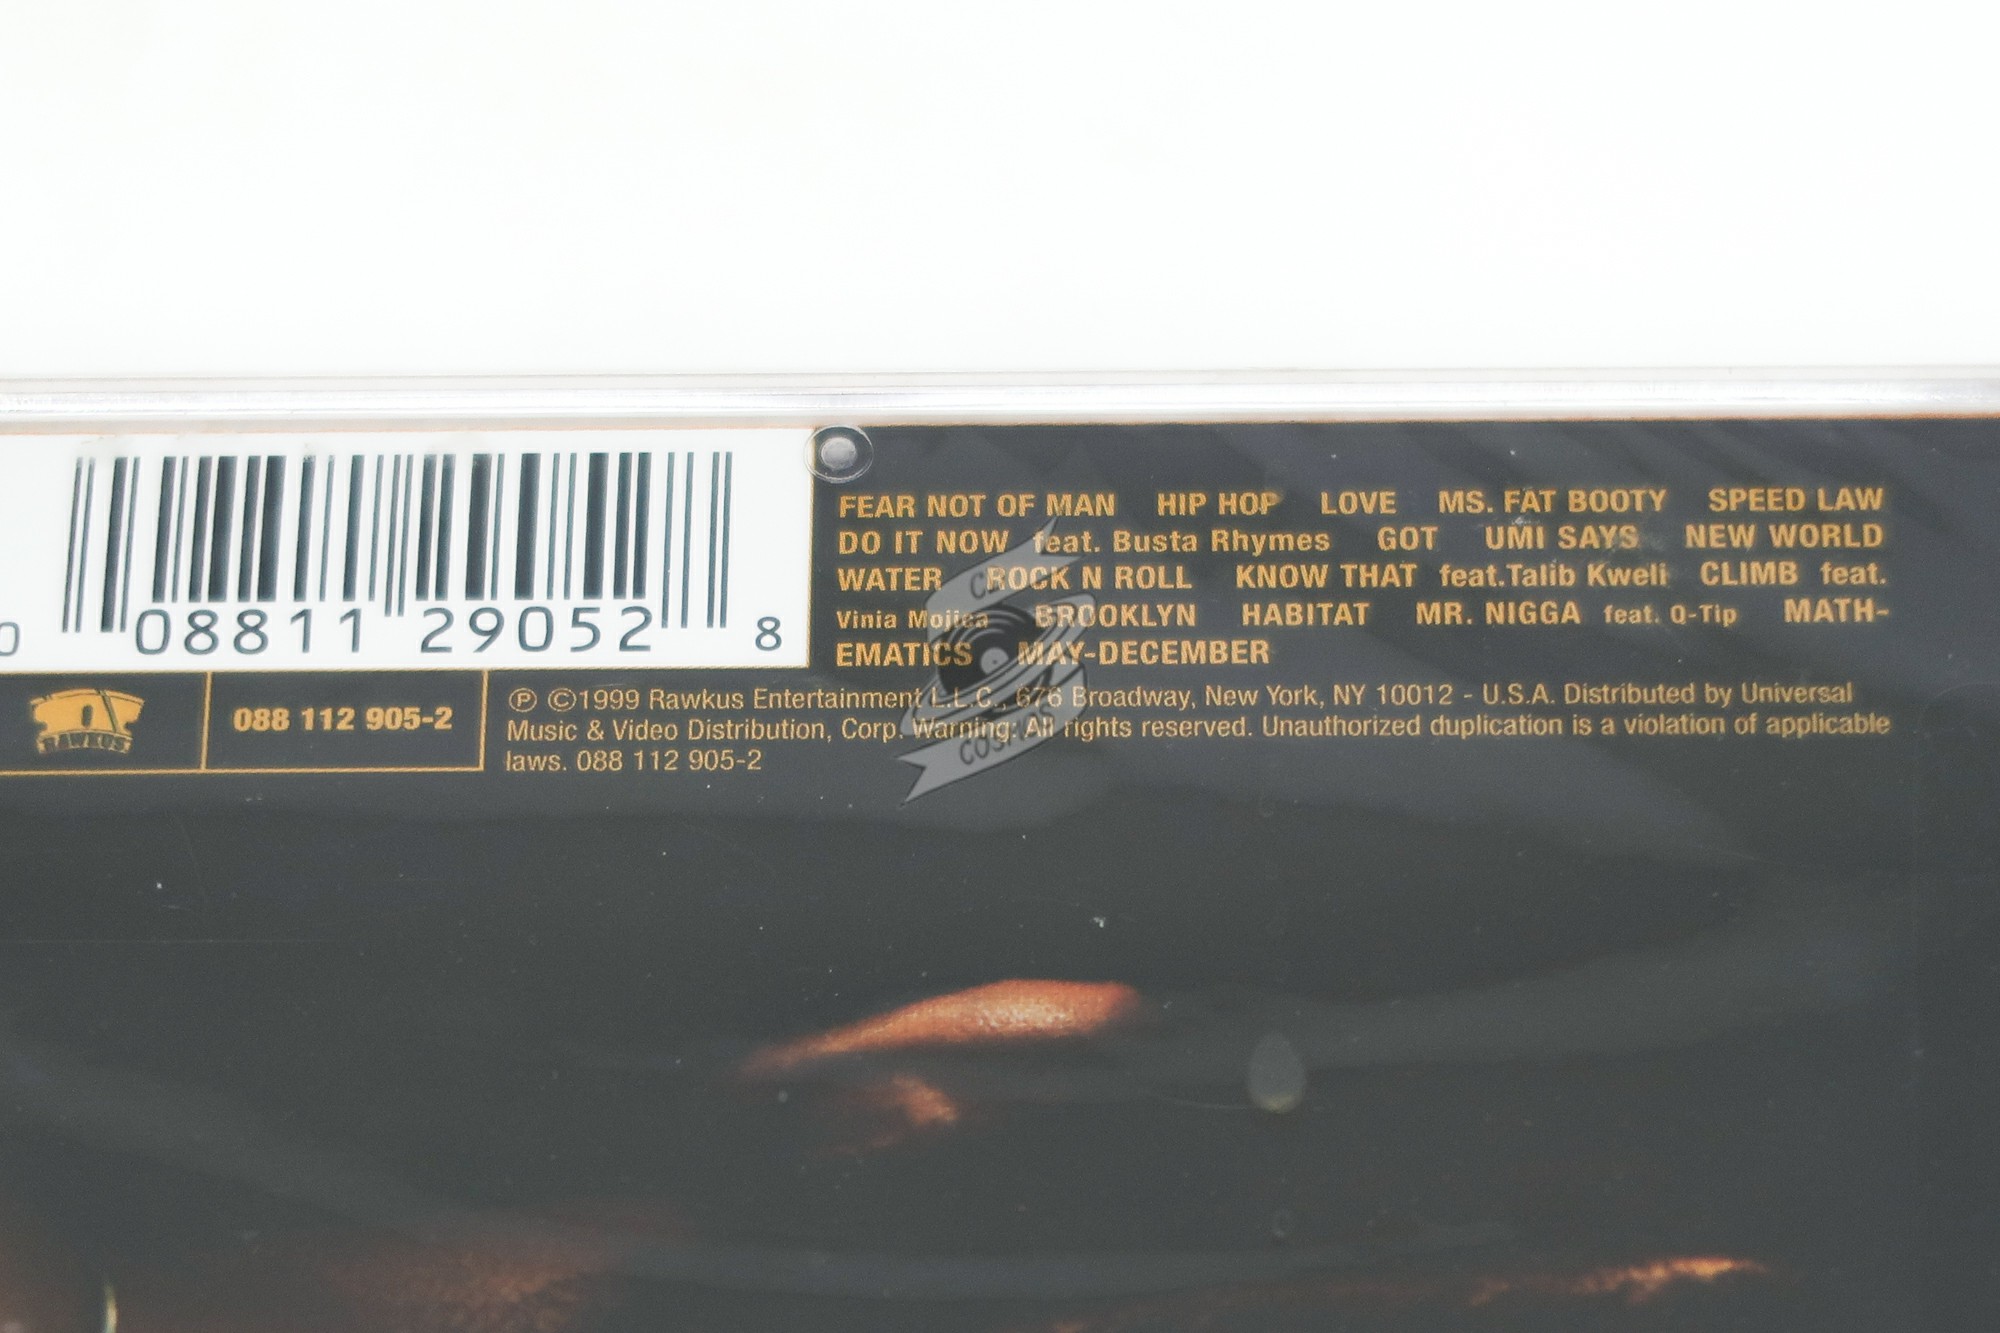 0 08811 29052 8
FEAR NOT OF MAN HIP HOP LOVE MS. FAT BOOTY SPEED LAW
DO IT NOW feat. Busta Rhymes GOT UMI SAYS NEW WORLD
WATER ROCK N ROLL KNOW THAT feat.Talib Kweli CLIMB feat.
Vinia Mojica BROOKLYN HABITAT MR. NIGGA feat. Q-Tip MATH-
EMATICS MAY-DECEMBER
RAWKUS
088 112 905-2
℗ ©1999 Rawkus Entertainment L.L.C., 676 Broadway, New York, NY 10012 - U.S.A. Distributed by Universal
Music & Video Distribution, Corp. Warning: All rights reserved. Unauthorized duplication is a violation of applicable
laws. 088 112 905-2
COSMOS